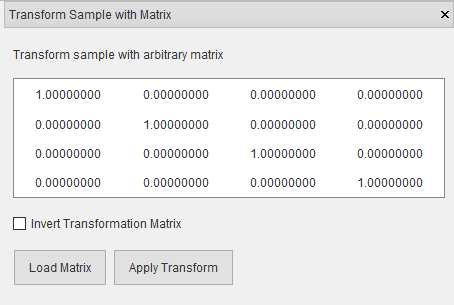 Transform Sample with Matrix ×
Transform sample with arbitrary matrix
1.00000000 0.00000000 0.00000000 0.00000000
0.00000000 1.00000000 0.00000000 0.00000000
0.00000000 0.00000000 1.00000000 0.00000000
0.00000000 0.00000000 0.00000000 1.00000000
Invert Transformation Matrix
Load Matrix Apply Transform